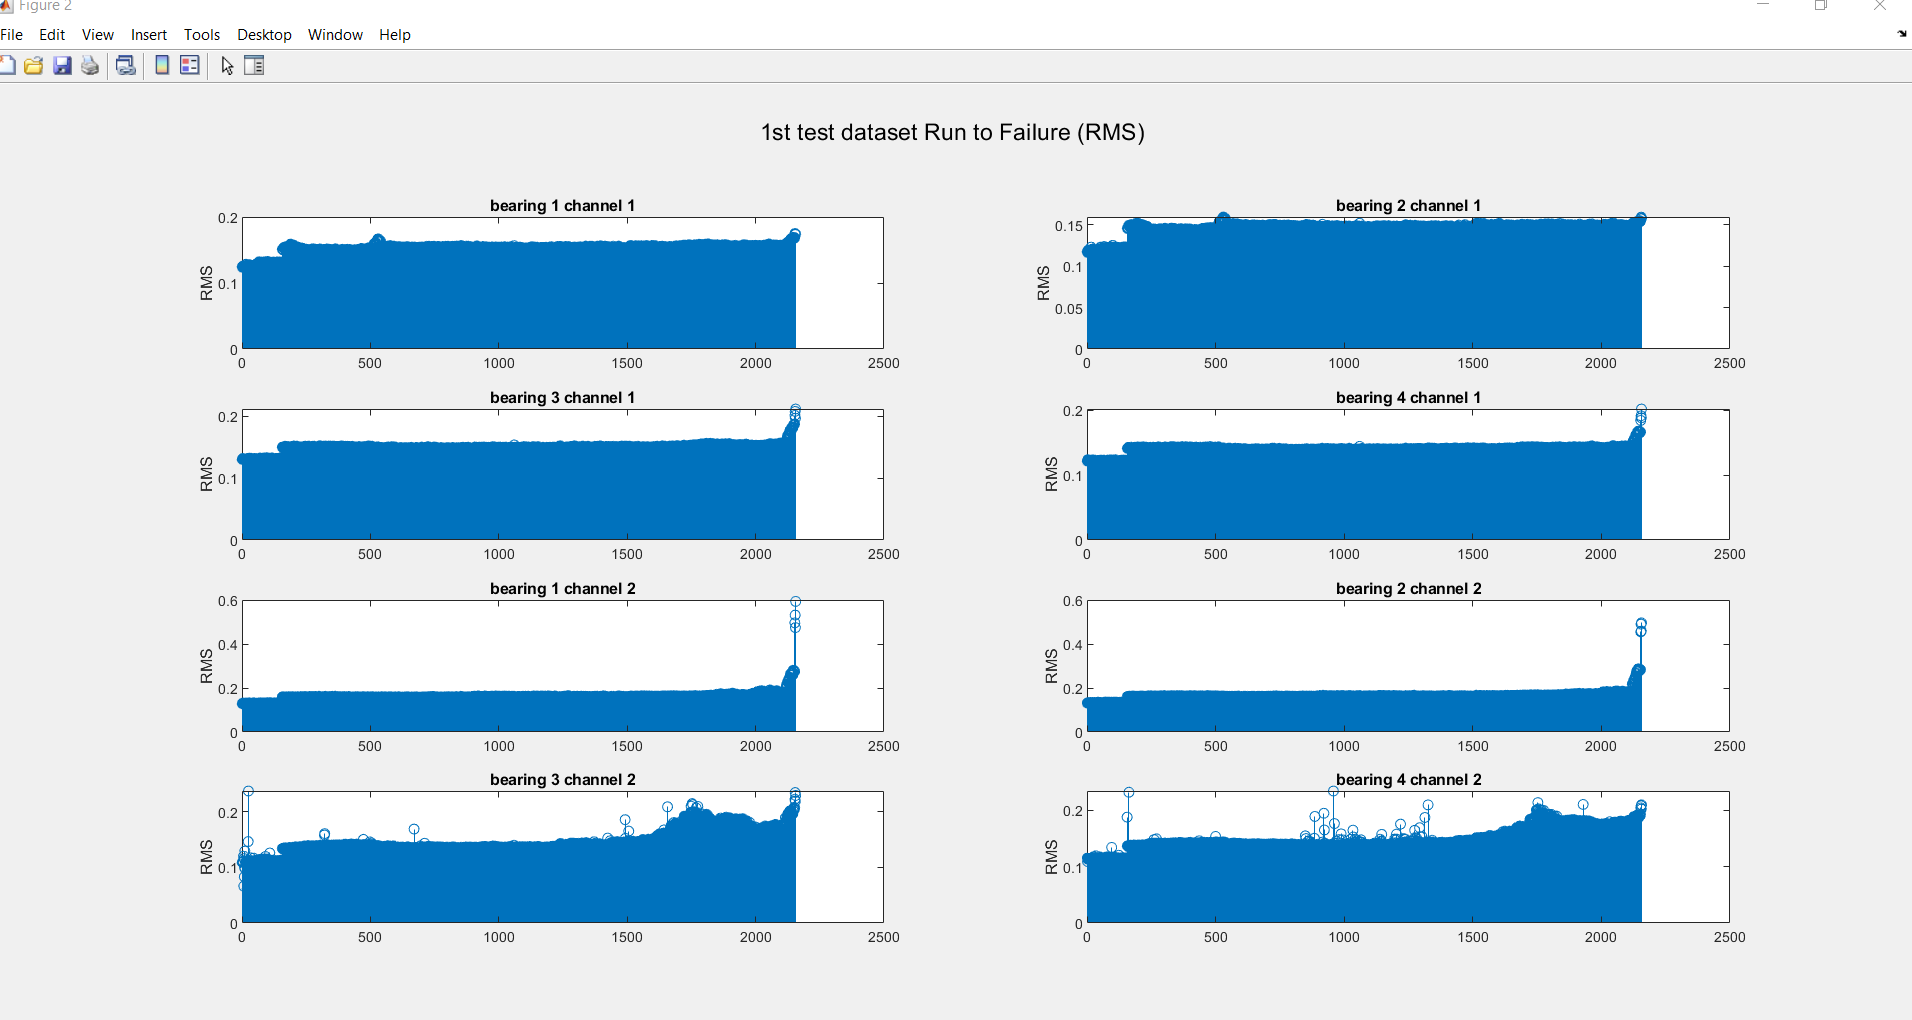 Figure 2
File Edit View Insert Tools Desktop Window Help
1st test dataset Run to Failure (RMS)
bearing 1 channel 1
RMS
0.2
0.1
0
0 500 1000 1500 2000 2500
bearing 2 channel 1
RMS
0.15
0.1
0.05
0
0 500 1000 1500 2000 2500
bearing 3 channel 1
RMS
0.2
0.1
0
0 500 1000 1500 2000 2500
bearing 4 channel 1
RMS
0.2
0.1
0
0 500 1000 1500 2000 2500
bearing 1 channel 2
RMS
0.6
0.4
0.2
0
0 500 1000 1500 2000 2500
bearing 2 channel 2
RMS
0.6
0.4
0.2
0
0 500 1000 1500 2000 2500
bearing 3 channel 2
RMS
0.2
0.1
0
0 500 1000 1500 2000 2500
bearing 4 channel 2
RMS
0.2
0.1
0
0 500 1000 1500 2000 2500